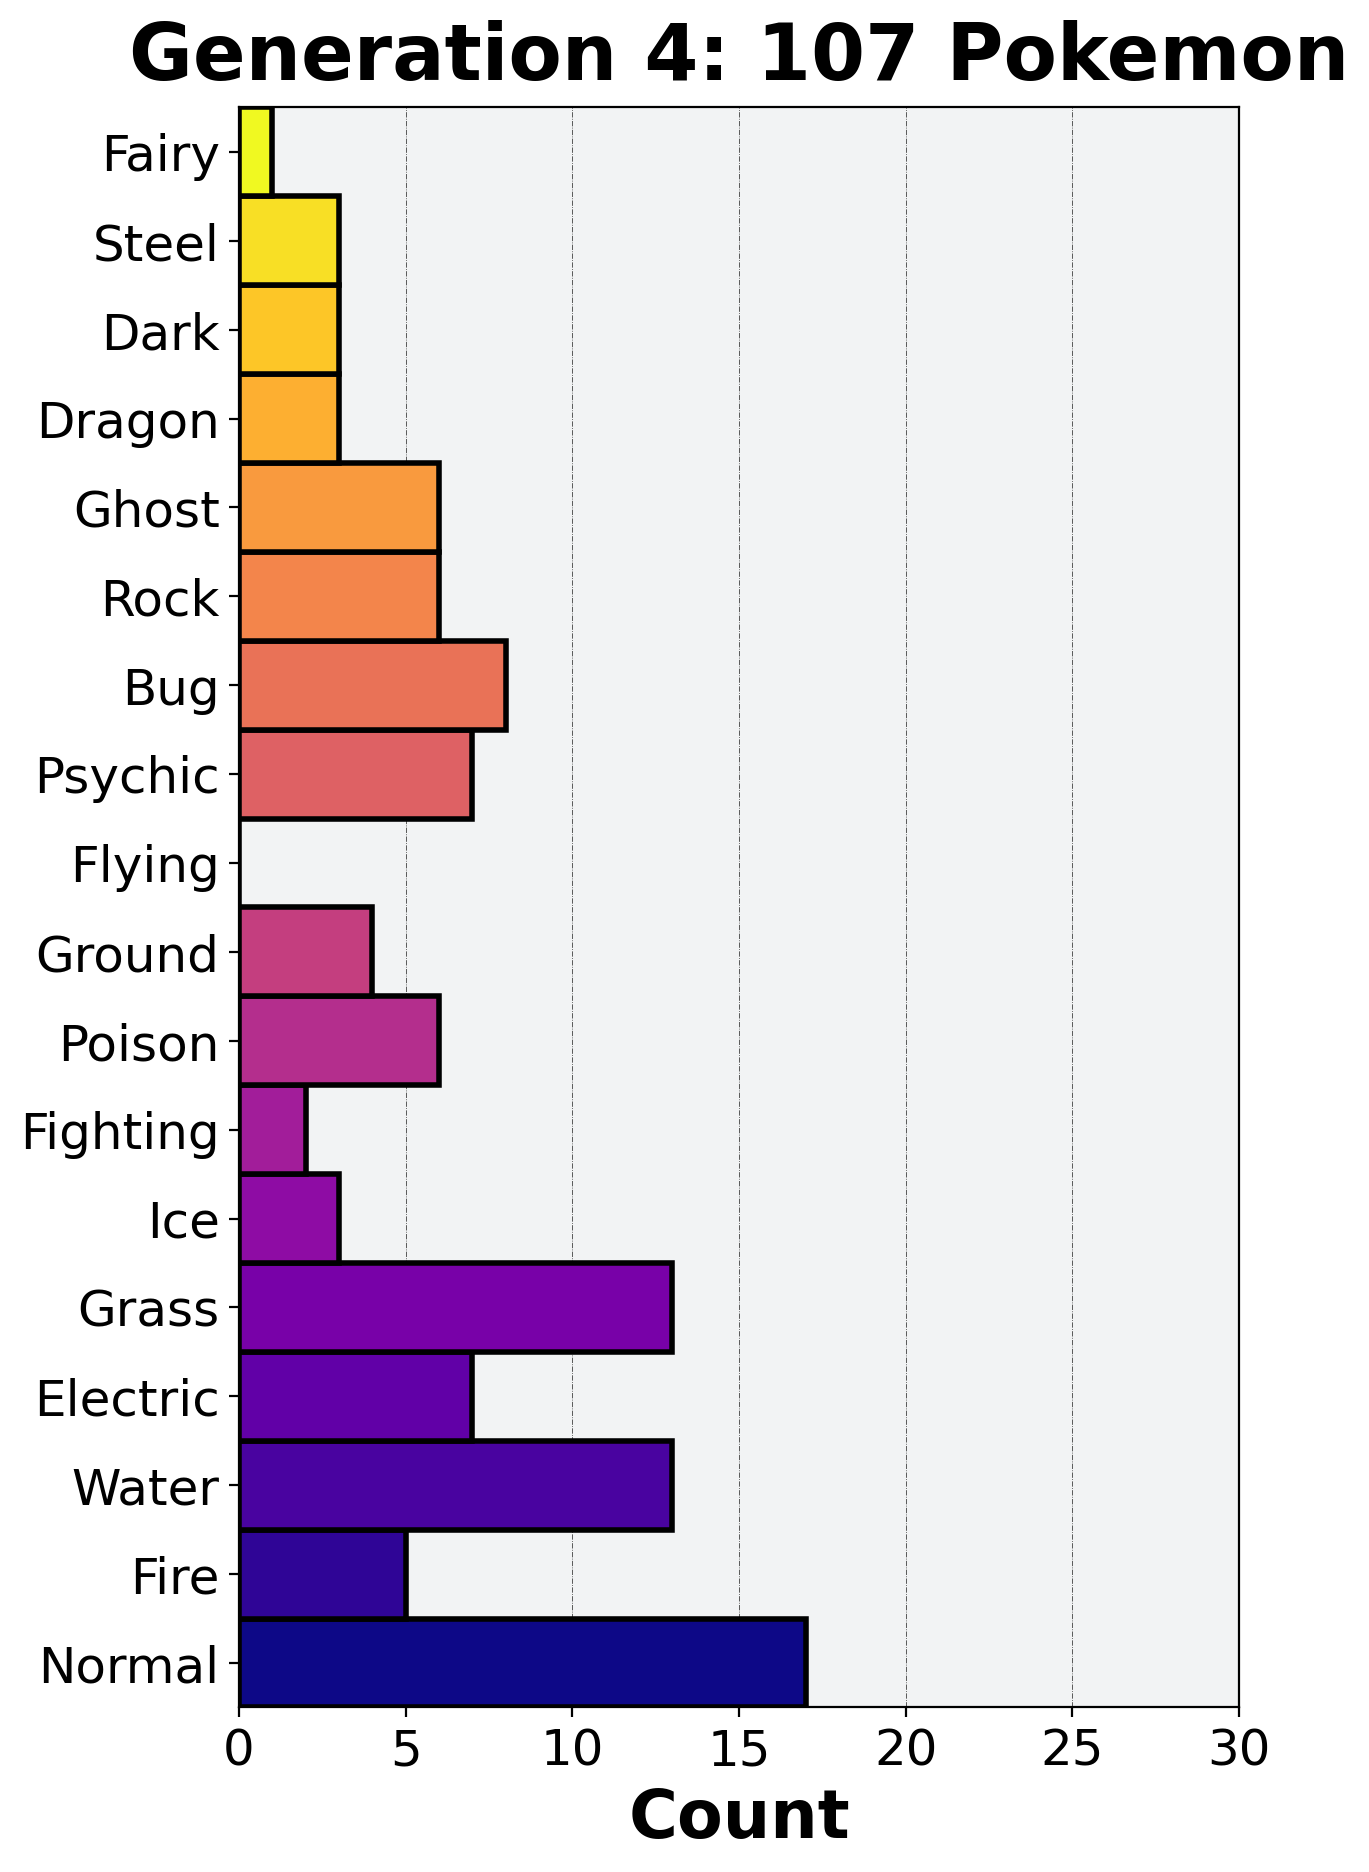 Generation 4: 107 Pokemon
Fairy
Steel
Dark
Dragon
Ghost
Rock
Bug
Psychic
Flying
Ground
Poison
Fighting
Ice
Grass
Electric
Water
Fire
Normal
0 5 10 15 20 25 30
Count